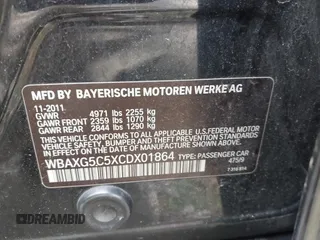 MFD BY BAYERISCHE MOTOREN WERKE AG
11-2011
GVWR 4971 lbs 2255 kg
GAWR FRONT 2359 lbs 1070 kg
GAWR REAR 2844 lbs 1290 kg
THIS VEHICLE CONFORMS TO ALL APPLICABLE
U.S. FEDERAL MOTOR VEHICLE SAFETY, BUMPER,
AND THEFT PREVENTION STANDARDS
IN EFFECT ON THE DATE OF
MANUFACTURE SHOWN ABOVE.
WBAXG5C5XCDX01864 TYPE: PASSENGER CAR
475/9
DREAMBID